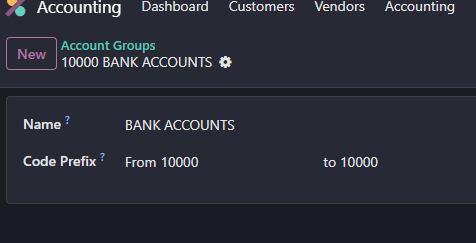 Accounting Dashboard Customers Vendors Accounting
New
Account Groups
10000 BANK ACCOUNTS
Name ? BANK ACCOUNTS
Code Prefix ? From 10000 to 10000